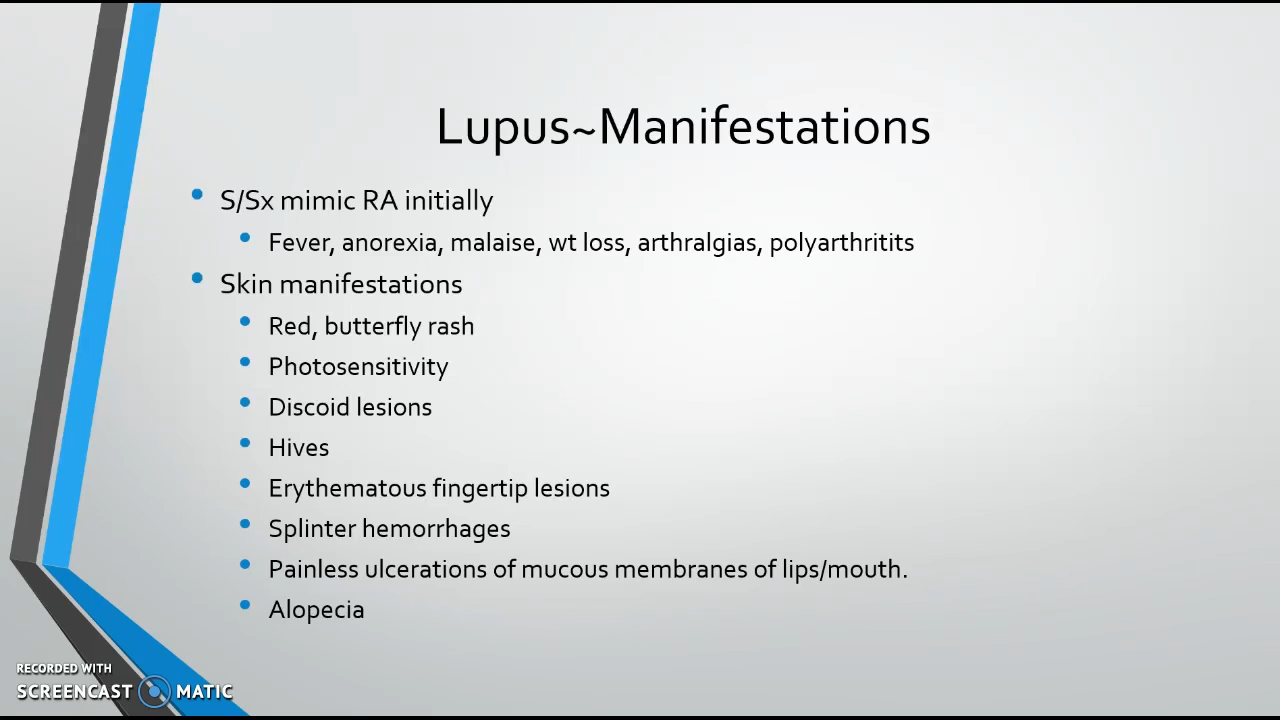 Lupus~Manifestations
• S/Sx mimic RA initially
• Fever, anorexia, malaise, wt loss, arthralgias, polyarthritits
• Skin manifestations
• Red, butterfly rash
• Photosensitivity
• Discoid lesions
• Hives
• Erythematous fingertip lesions
• Splinter hemorrhages
• Painless ulcerations of mucous membranes of lips/mouth.
• Alopecia
RECORDED WITH
SCREENCAST MATIC